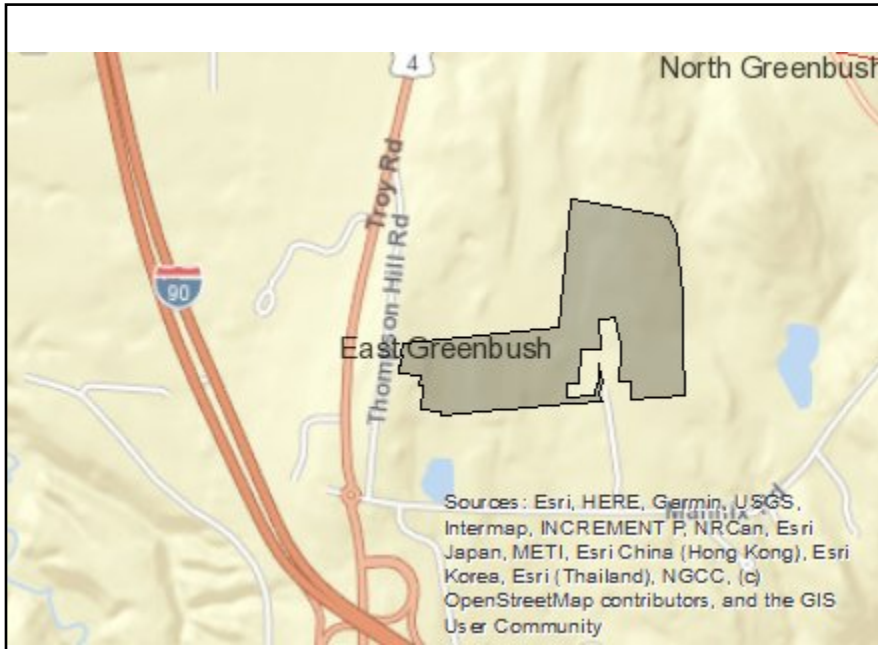 4
North Greenbush
Troy Rd
Thompson Hill Rd
90
East Greenbush
Mannix Rd
Sources: Esri, HERE, Garmin, USGS,
Intermap, INCREMENT P, NRCan, Esri
Japan, METI, Esri China (Hong Kong), Esri
Korea, Esri (Thailand), NGCC, (c)
OpenStreetMap contributors, and the GIS
User Community